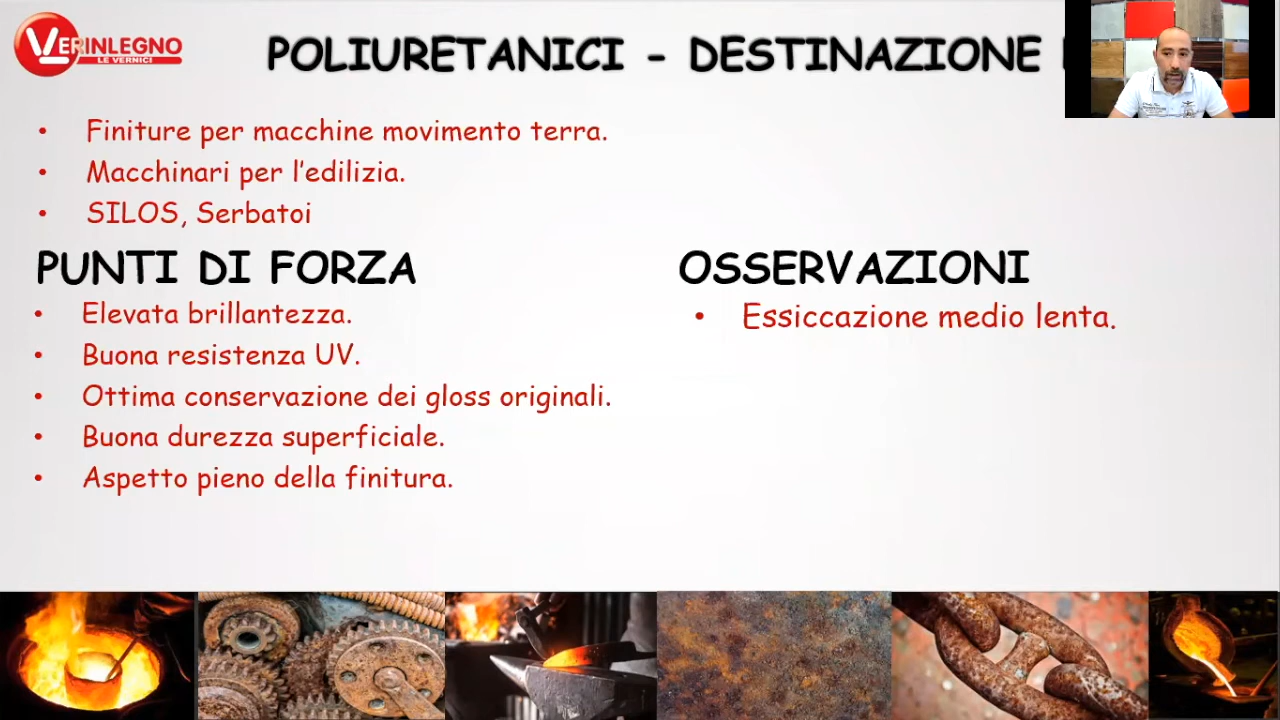 VERINLEGNO
LE VERNICI
POLIURETANICI - DESTINAZIONE
• Finiture per macchine movimento terra.
• Macchinari per l'edilizia.
• SILOS, Serbatoi
PUNTI DI FORZA
• Elevata brillantezza.
• Buona resistenza UV.
• Ottima conservazione dei gloss originali.
• Buona durezza superficiale.
• Aspetto pieno della finitura.
OSSERVAZIONI
• Essiccazione medio lenta.